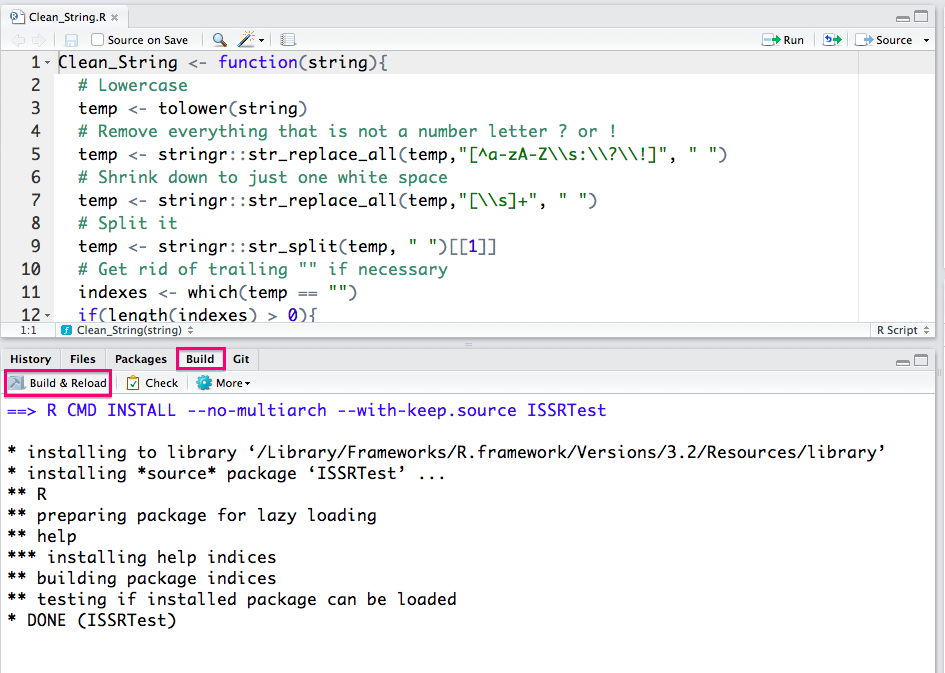 Clean_String.R
Source on Save Run Source
1 Clean_String <- function(string){
2 # Lowercase
3 temp <- tolower(string)
4 # Remove everything that is not a number letter ? or !
5 temp <- stringr::str_replace_all(temp,"[^a-zA-Z\\s:\\?\\!]", " ")
6 # Shrink down to just one white space
7 temp <- stringr::str_replace_all(temp,"[\\s]+", " ")
8 # Split it
9 temp <- stringr::str_split(temp, " ")[[1]]
10 # Get rid of trailing "" if necessary
11 indexes <- which(temp == "")
12 if(length(indexes) > 0){
1:1 Clean_String(string) R Script
History Files Packages Build Git
Build & Reload Check More
==> R CMD INSTALL --no-multiarch --with-keep.source ISSRTest
* installing to library ‘/Library/Frameworks/R.framework/Versions/3.2/Resources/library’
* installing *source* package ‘ISSRTest’ ...
** R
** preparing package for lazy loading
** help
*** installing help indices
** building package indices
** testing if installed package can be loaded
* DONE (ISSRTest)